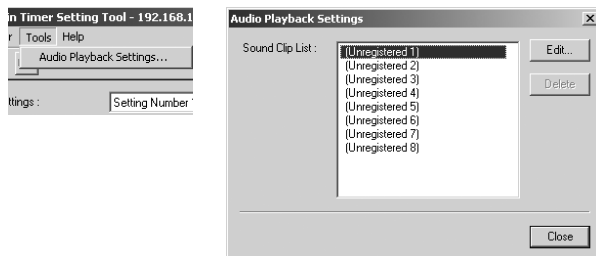 in Timer Setting Tool - 192.168.1
r Tools Help
Audio Playback Settings...
ttings :
Setting Number
Audio Playback Settings
Sound Clip List :
(Unregistered 1)
(Unregistered 2)
(Unregistered 3)
(Unregistered 4)
(Unregistered 5)
(Unregistered 6)
(Unregistered 7)
(Unregistered 8)
Edit...
Delete
Close